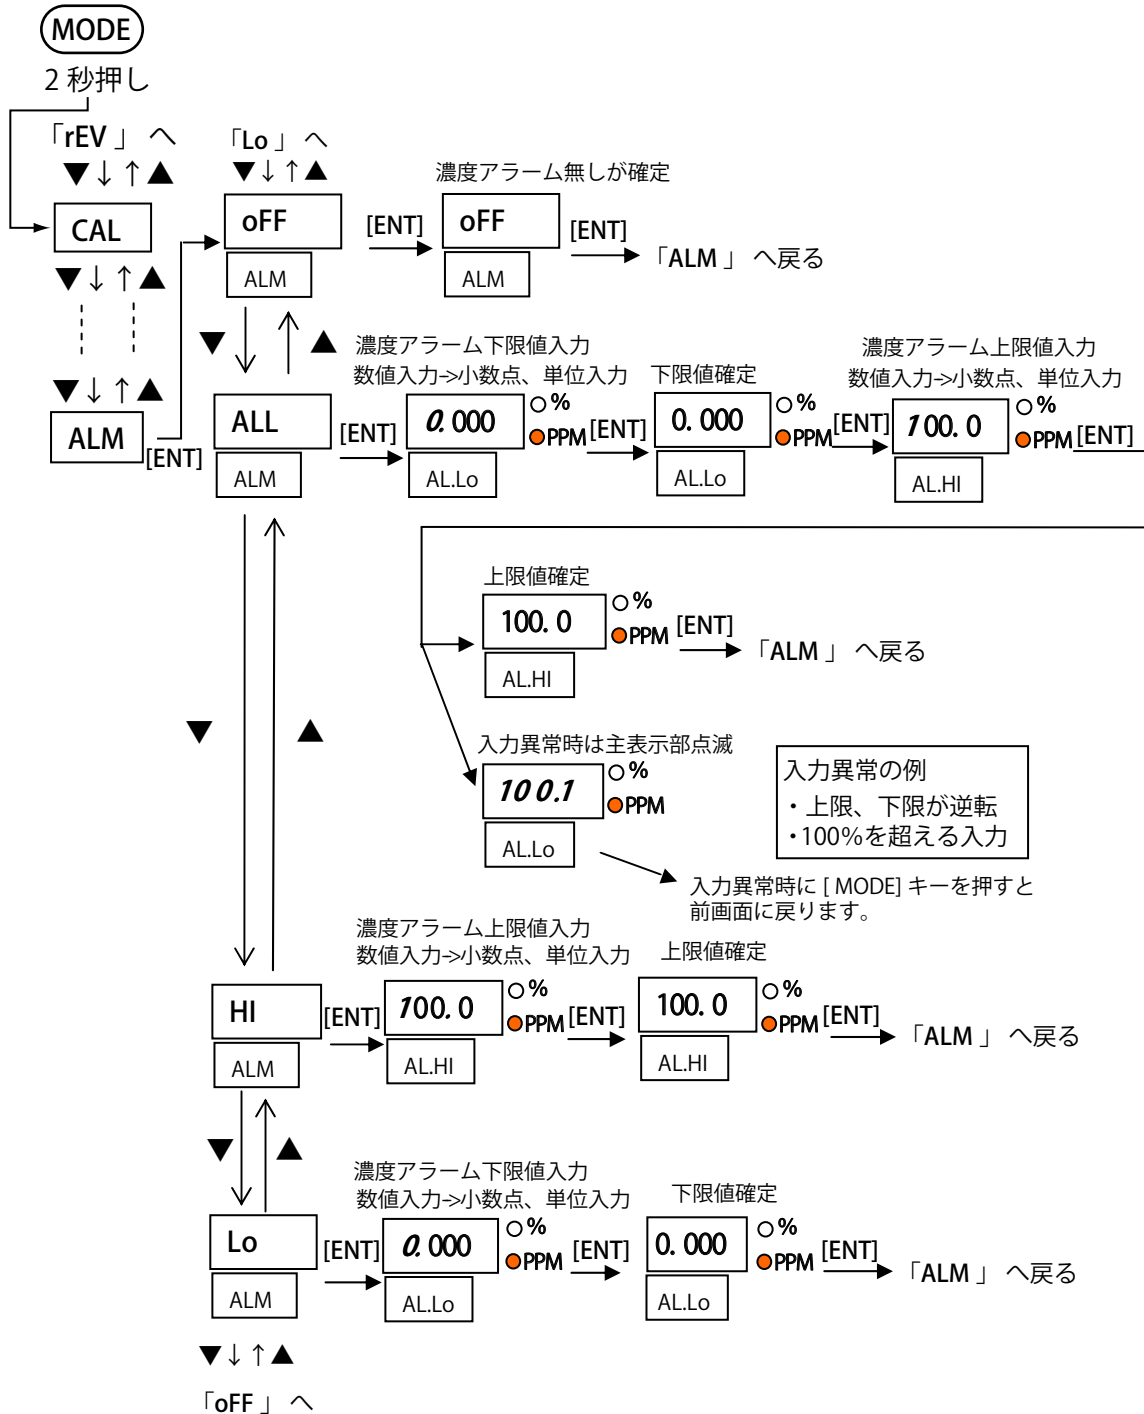 MODE
2 秒押し
「rEV 」 へ
▼↓ ↑▲
CAL
▼↓ ↑▲
▼↓ ↑▲
ALM
[ENT]
「Lo 」 へ
▼↓ ↑▲
oFF
ALM
[ENT]
濃度アラーム無しが確定
oFF
ALM
[ENT]
「ALM 」 へ戻る
▼ ▲
ALL
ALM
[ENT]
濃度アラーム下限値入力
数値入力->小数点、単位入力
0.000
○%
●PPM
AL.Lo
[ENT]
下限値確定
0. 000
○%
●PPM
AL.Lo
[ENT]
濃度アラーム上限値入力
数値入力->小数点、単位入力
100. 0
○%
●PPM
AL.HI
[ENT]
上限値確定
100. 0
○%
●PPM
AL.HI
[ENT]
「ALM 」 へ戻る
▼ ▲
入力異常時は主表示部点滅
100.1
○%
●PPM
AL.Lo
入力異常の例
・上限、下限が逆転
・100%を超える入力
入力異常時に [ MODE] キーを押すと
前画面に戻ります。
HI
ALM
[ENT]
濃度アラーム上限値入力
数値入力->小数点、単位入力
100. 0
○%
●PPM
AL.HI
[ENT]
上限値確定
100. 0
○%
●PPM
AL.HI
[ENT]
「ALM 」 へ戻る
▼ ▲
Lo
ALM
[ENT]
濃度アラーム下限値入力
数値入力->小数点、単位入力
0. 000
○%
●PPM
AL.Lo
[ENT]
下限値確定
0. 000
○%
●PPM
AL.Lo
[ENT]
「ALM 」 へ戻る
▼↓ ↑▲
「oFF 」 へ